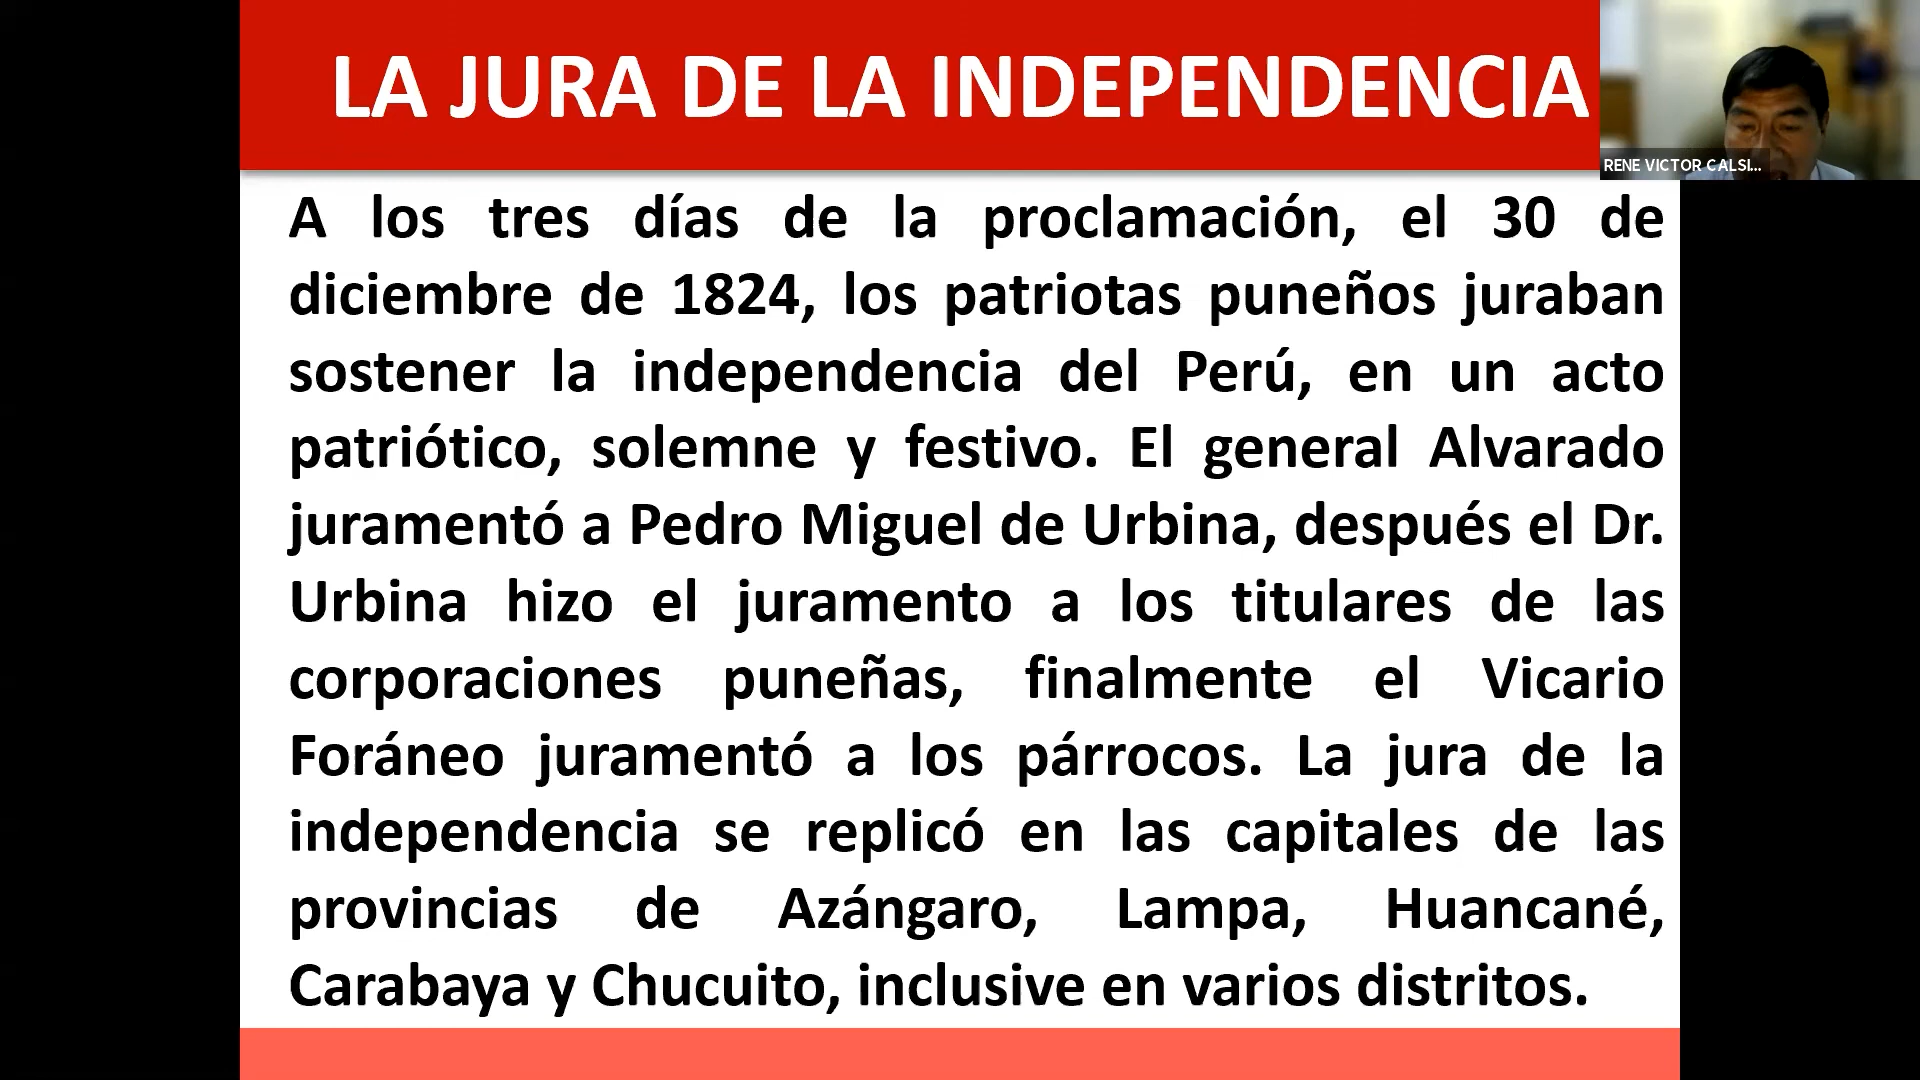 LA JURA DE LA INDEPENDENCIA
RENE VICTOR CALSI...
A los tres días de la proclamación, el 30 de
diciembre de 1824, los patriotas puneños juraban
sostener la independencia del Perú, en un acto
patriótico, solemne y festivo. El general Alvarado
juramentó a Pedro Miguel de Urbina, después el Dr.
Urbina hizo el juramento a los titulares de las
corporaciones puneñas, finalmente el Vicario
Foráneo juramentó a los párrocos. La jura de la
independencia se replicó en las capitales de las
provincias de Azángaro, Lampa, Huancané,
Carabaya y Chucuito, inclusive en varios distritos.